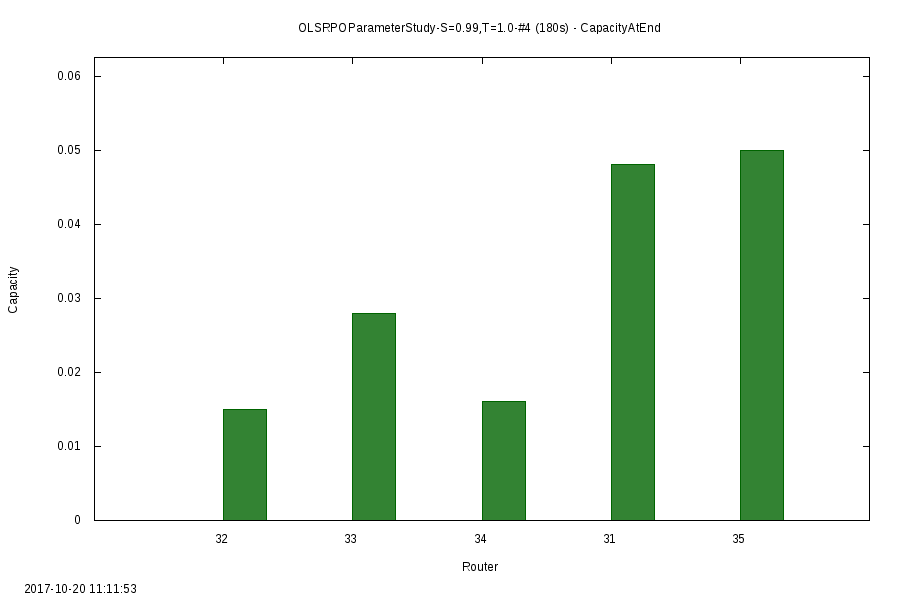 OLSRPOParameterStudy-S=0.99,T=1.0-#4 (180s) - CapacityAtEnd
0.06
0.05
0.04
0.03
0.02
0.01
0
Capacity
32 33 34 31 35
Router
2017-10-20 11:11:53